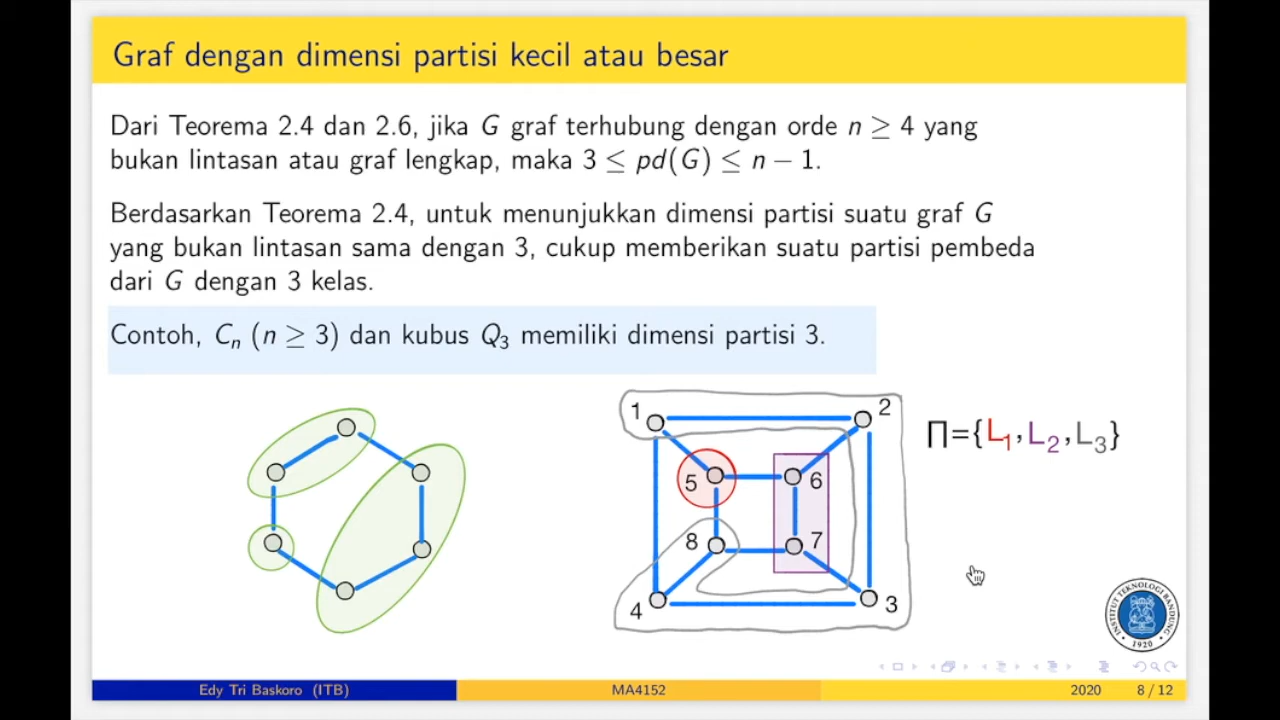 Graf dengan dimensi partisi kecil atau besar
Dari Teorema 2.4 dan 2.6, jika G graf terhubung dengan orde n ≥ 4 yang
bukan lintasan atau graf lengkap, maka 3 ≤ pd(G) ≤ n − 1.
Berdasarkan Teorema 2.4, untuk menunjukkan dimensi partisi suatu graf G
yang bukan lintasan sama dengan 3, cukup memberikan suatu partisi pembeda
dari G dengan 3 kelas.
Contoh, Cₙ (n ≥ 3) dan kubus Q₃ memiliki dimensi partisi 3.
1
2
∏={L₁,L₂,L₃}
5
6
8
7
4
3
INSTITUT TEKNOLOGI BANDUNG
1920
Edy Tri Baskoro (ITB)
MA4152
2020
8 / 12